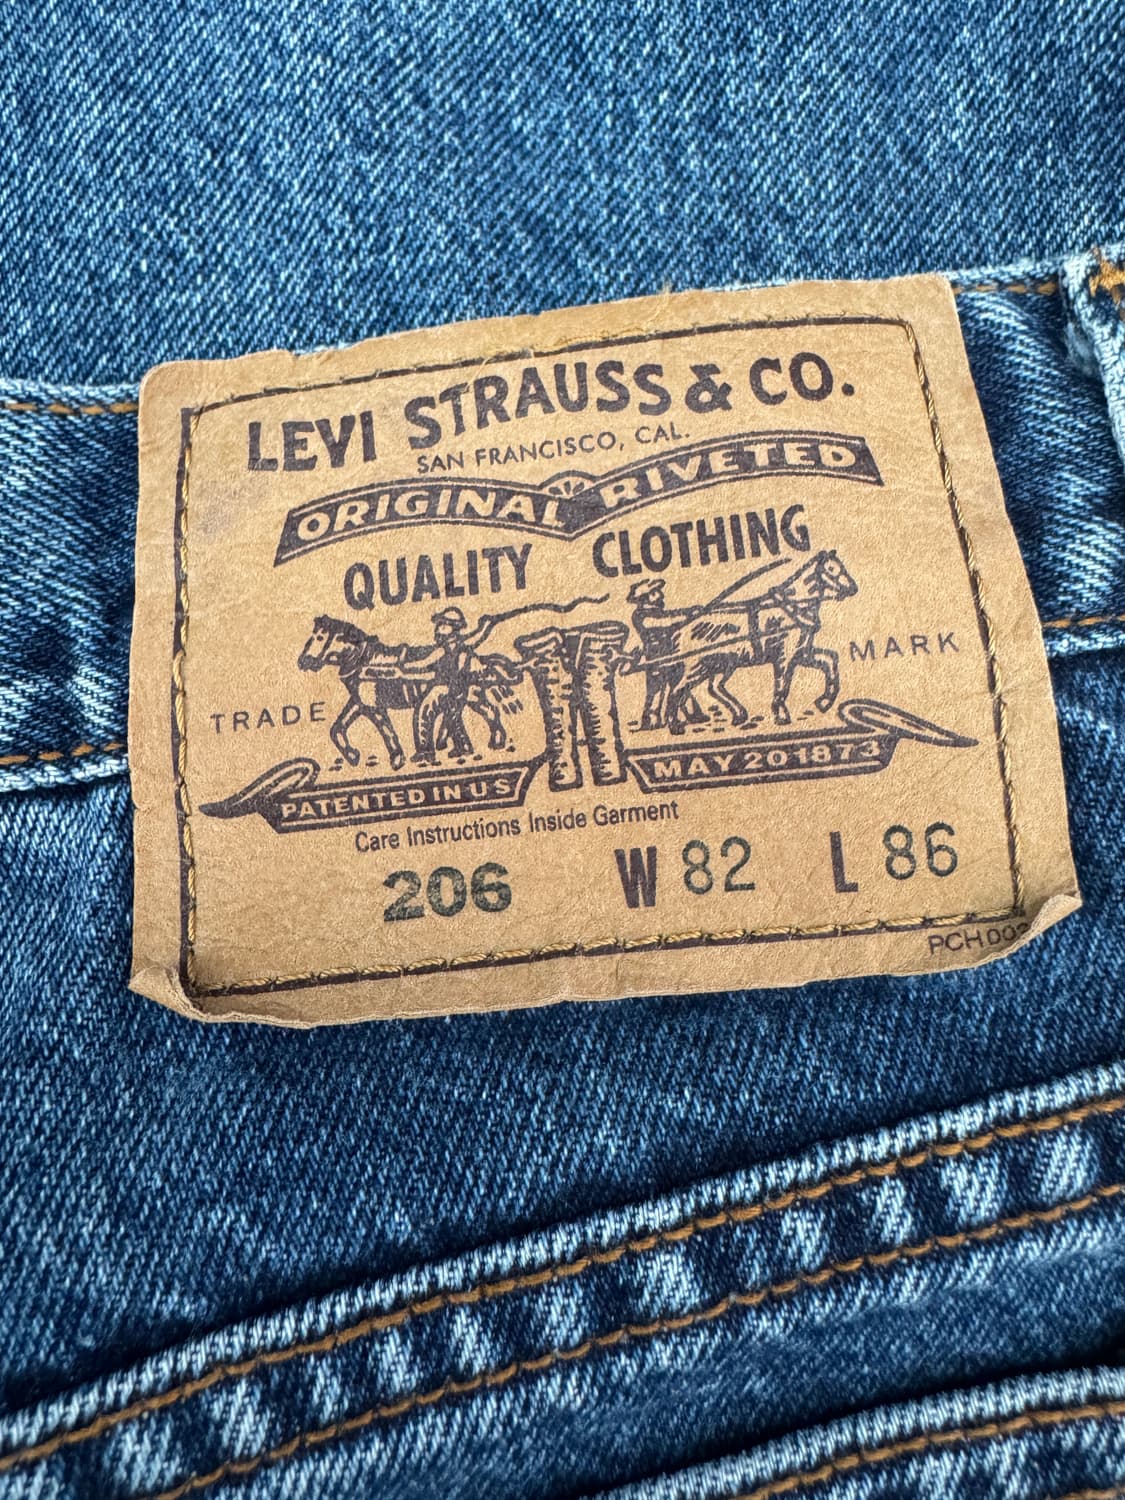 LEVI STRAUSS & CO.
SAN FRANCISCO, CAL.
ORIGINAL RIVETED
QUALITY CLOTHING
TRADE MARK
PATENTED IN U S MAY 20 1873
Care Instructions Inside Garment
206 W 82 L 86